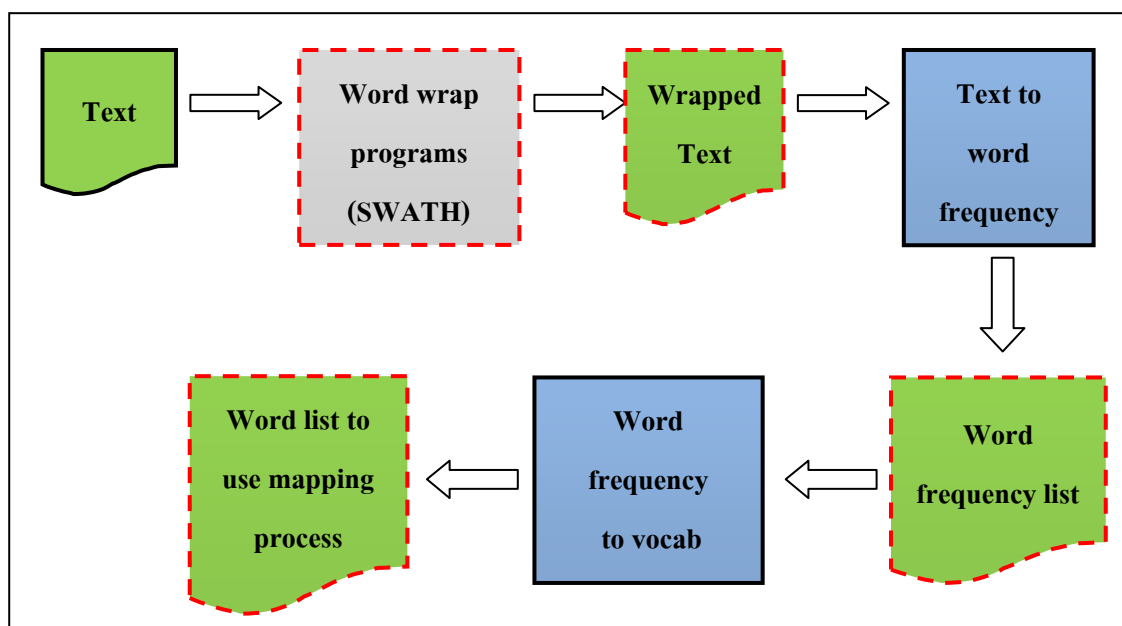 Text
Word wrap
programs
(SWATH)
Wrapped
Text
Text to
word
frequency
Word
frequency list
Word
frequency
to vocab
Word list to
use mapping
process